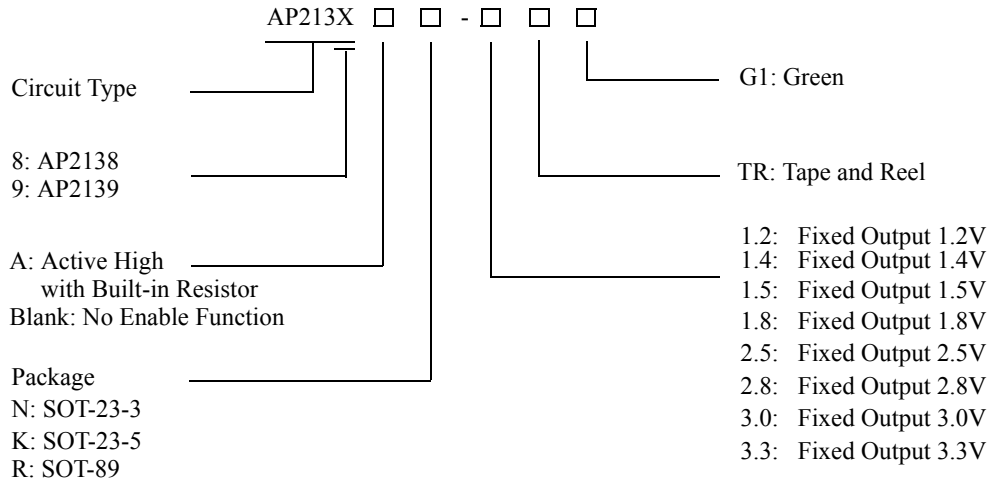 AP213X □ □ - □ □ □
Circuit Type
8: AP2138
9: AP2139
A: Active High
with Built-in Resistor
Blank: No Enable Function
Package
N: SOT-23-3
K: SOT-23-5
R: SOT-89
G1: Green
TR: Tape and Reel
1.2: Fixed Output 1.2V
1.4: Fixed Output 1.4V
1.5: Fixed Output 1.5V
1.8: Fixed Output 1.8V
2.5: Fixed Output 2.5V
2.8: Fixed Output 2.8V
3.0: Fixed Output 3.0V
3.3: Fixed Output 3.3V